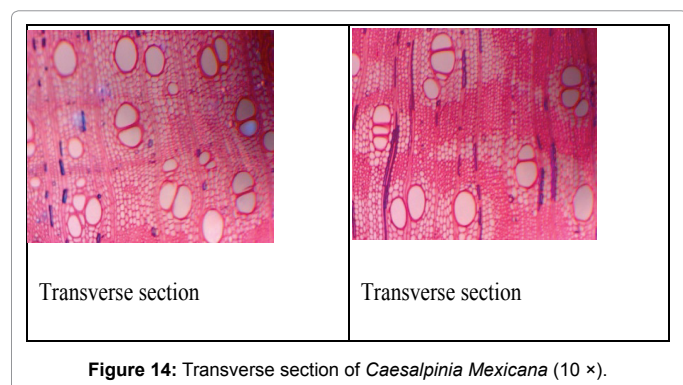 Transverse section
Transverse section
Figure 14: Transverse section of Caesalpinia Mexicana (10 ×).